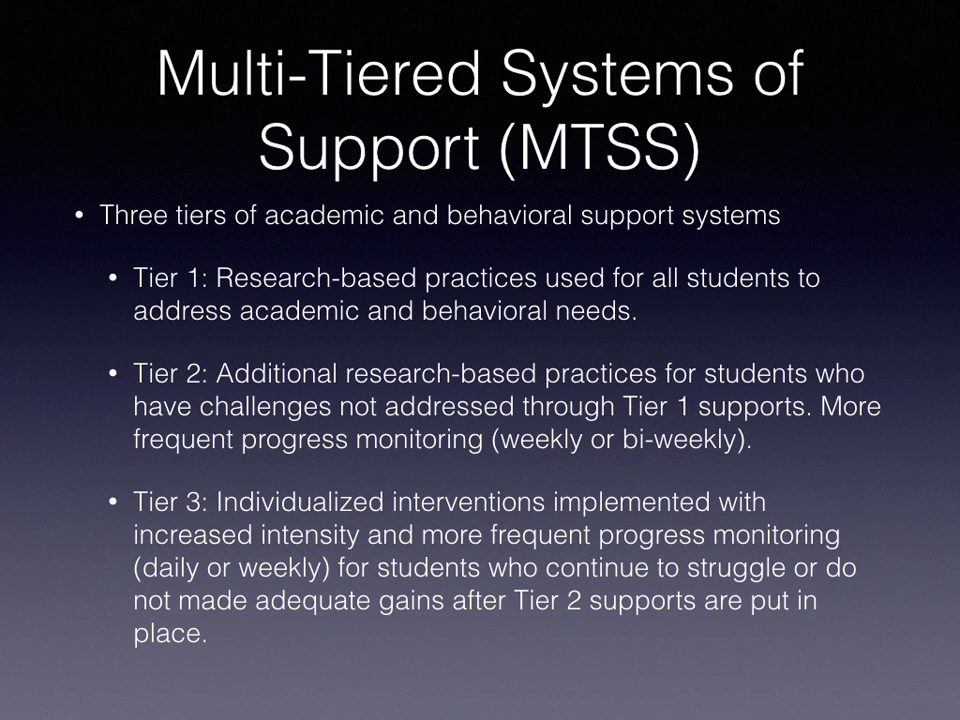 Multi-Tiered Systems of
Support (MTSS)
• Three tiers of academic and behavioral support systems
• Tier 1: Research-based practices used for all students to
address academic and behavioral needs.
• Tier 2: Additional research-based practices for students who
have challenges not addressed through Tier 1 supports. More
frequent progress monitoring (weekly or bi-weekly).
• Tier 3: Individualized interventions implemented with
increased intensity and more frequent progress monitoring
(daily or weekly) for students who continue to struggle or do
not made adequate gains after Tier 2 supports are put in
place.